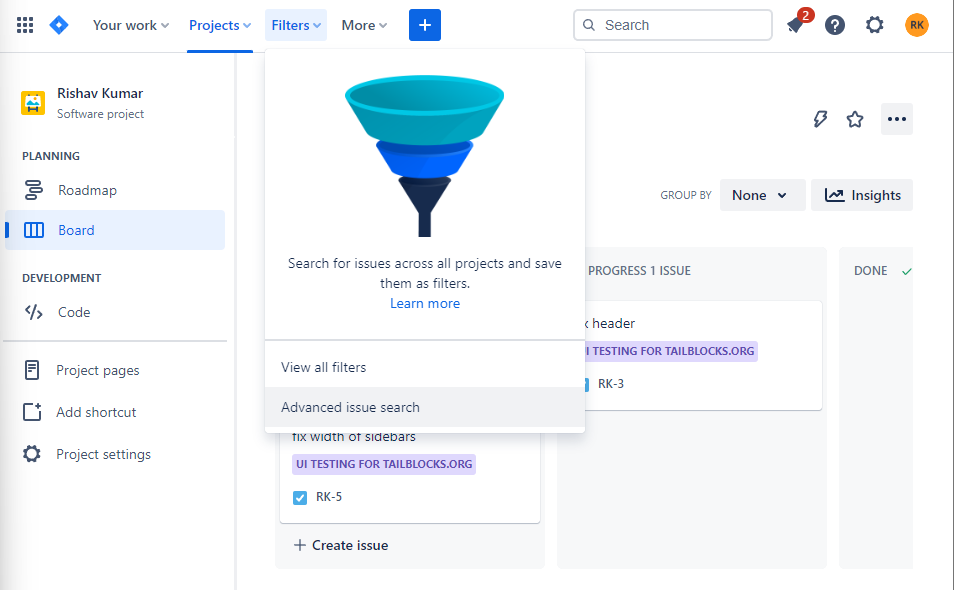 Your work
Projects
Filters
More
Search
2
RK
Rishav Kumar
Software project
PLANNING
Roadmap
Board
DEVELOPMENT
Code
Project pages
Add shortcut
Project settings
Search for issues across all projects and save
them as filters.
Learn more
View all filters
Advanced issue search
GROUP BY
None
Insights
fix width of sidebars
UI TESTING FOR TAILBLOCKS.ORG
RK-5
Create issue
PROGRESS 1 ISSUE
header
UI TESTING FOR TAILBLOCKS.ORG
RK-3
DONE